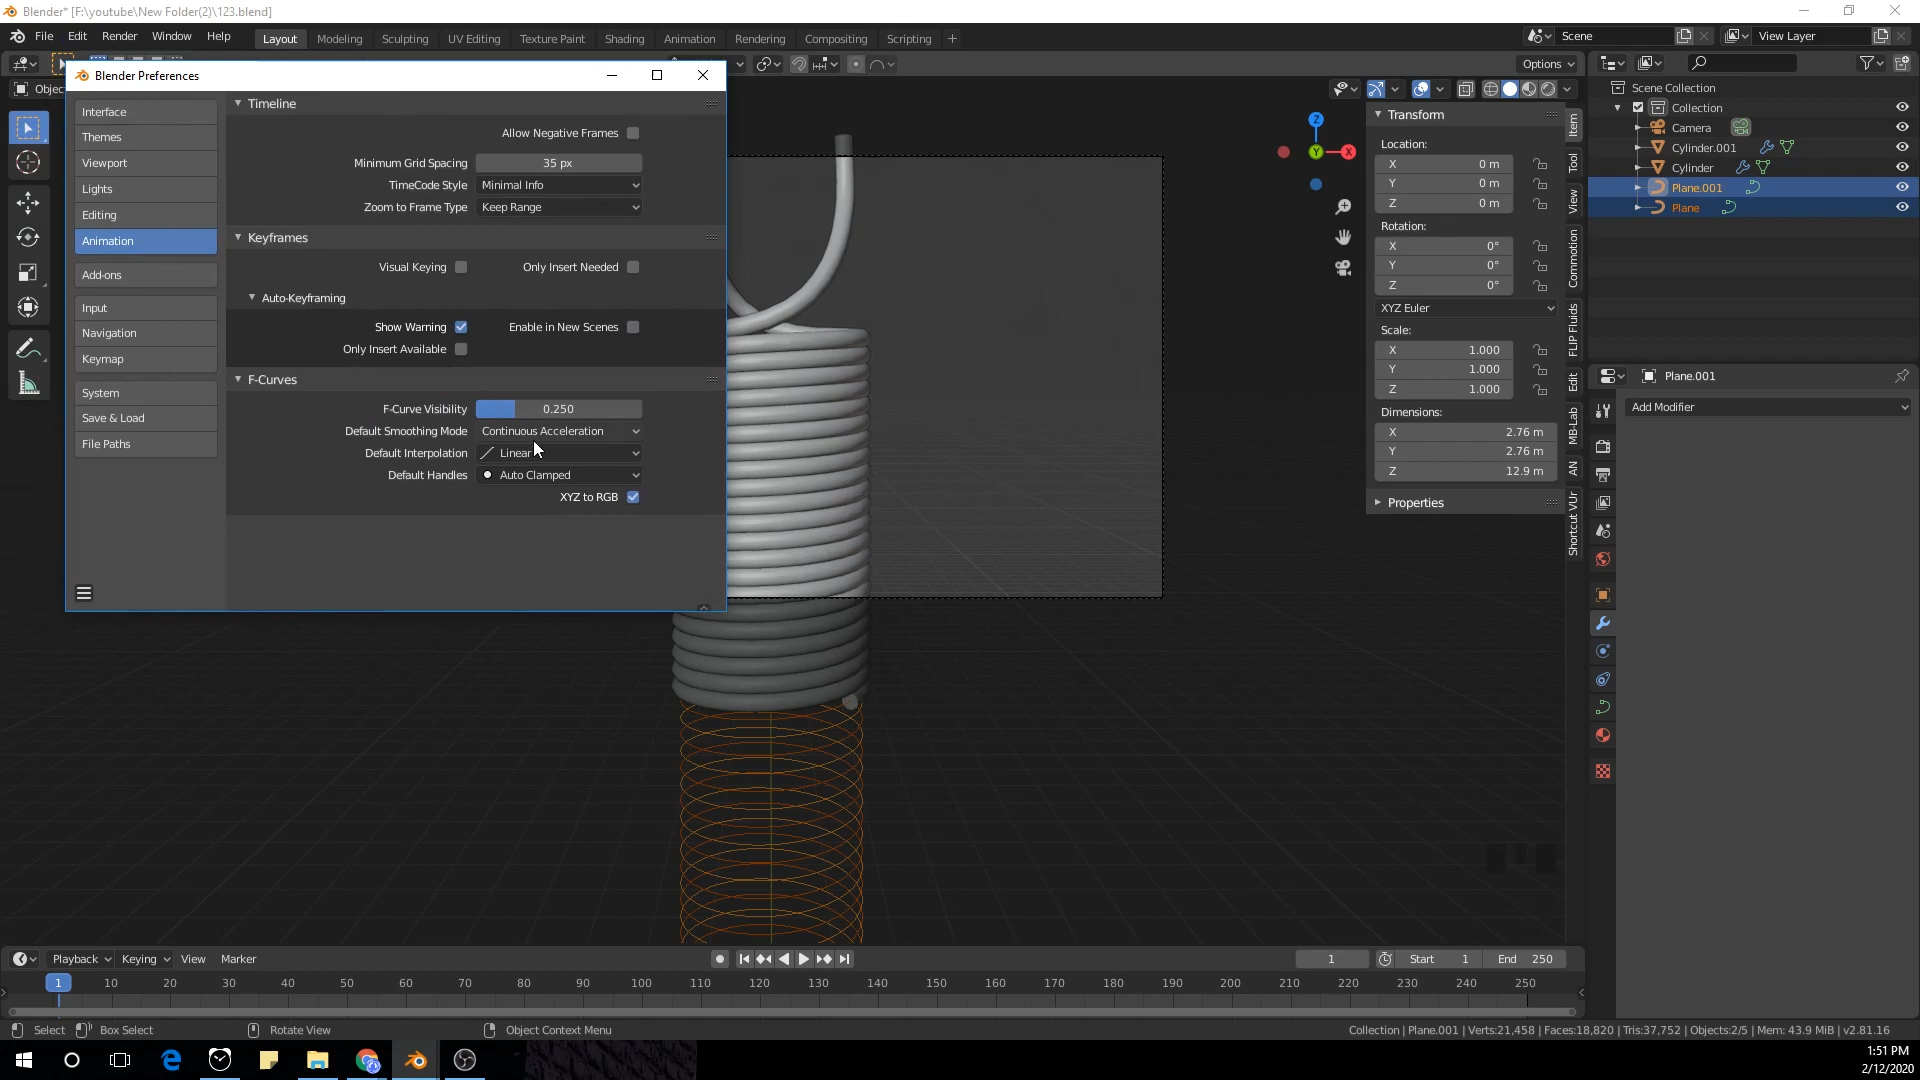 Blender* [F:\youtube\New Folder(2)\123.blend]
File Edit Render Window Help Layout Modeling Sculpting UV Editing Texture Paint Shading Animation Rendering Compositing Scripting + Scene View Layer
Objec
Options
Blender Preferences
Interface
Themes
Viewport
Lights
Editing
Animation
Add-ons
Input
Navigation
Keymap
System
Save & Load
File Paths
Timeline
Allow Negative Frames
Minimum Grid Spacing 35 px
TimeCode Style Minimal Info
Zoom to Frame Type Keep Range
Keyframes
Visual Keying Only Insert Needed
Auto-Keyframing
Show Warning Enable in New Scenes
Only Insert Available
F-Curves
F-Curve Visibility 0.250
Default Smoothing Mode Continuous Acceleration
Default Interpolation Linear
Default Handles Auto Clamped
XYZ to RGB
Z
Y
X
Transform
Location:
X 0 m
Y 0 m
Z 0 m
Rotation:
X 0°
Y 0°
Z 0°
XYZ Euler
Scale:
X 1.000
Y 1.000
Z 1.000
Dimensions:
X 2.76 m
Y 2.76 m
Z 12.9 m
Properties
Item
Tool
View
Commotion
FLIP Fluids
Edit
MB-Lab
AN
Shortcut VUr
Scene Collection
Collection
Camera
Cylinder.001
Cylinder
Plane.001
Plane
Plane.001
Add Modifier
Playback Keying View Marker 1 Start 1 End 250
1 10 20 30 40 50 60 70 80 90 100 110 120 130 140 150 160 170 180 190 200 210 220 230 240 250
Select Box Select Rotate View Object Context Menu Collection | Plane.001 | Verts:21,458 | Faces:18,820 | Tris:37,752 | Objects:2/5 | Mem: 43.9 MiB | v2.81.16
1:51 PM
2/12/2020